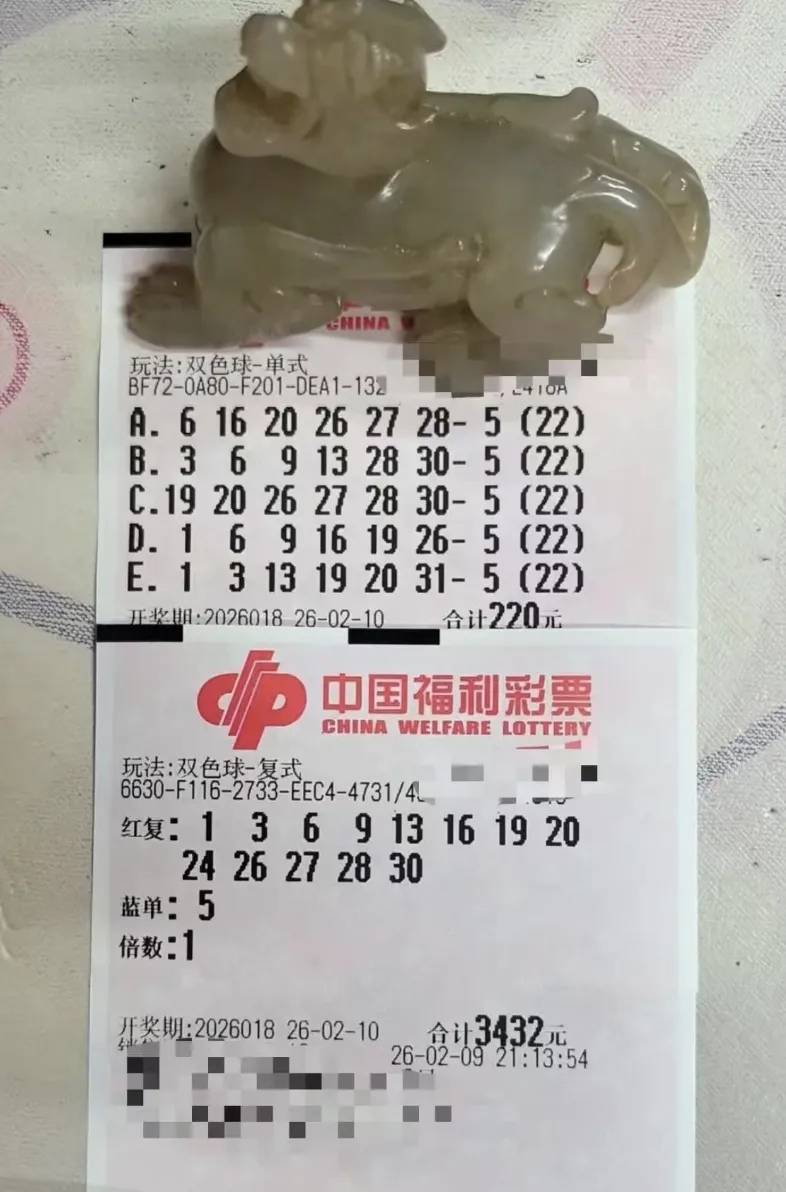 CHINA W
玩法:双色球-单式
BF72-0A80-F201-DEA1-132
A. 6 16 20 26 27 28- 5 (22)
B. 3 6 9 13 28 30- 5 (22)
C.19 20 26 27 28 30- 5 (22)
D. 1 6 9 16 19 26- 5 (22)
E. 1 3 13 19 20 31- 5 (22)
开奖期:2026018 26-02-10 合计220元
中国福利彩票
CHINA WELFARE LOTTERY
玩法:双色球-复式
6630-F116-2733-EEC4-4731/4
红复: 1 3 6 9 13 16 19 20
24 26 27 28 30
蓝单: 5
倍数:1
开奖期:2026018 26-02-10 合计3432元
26-02-09 21:13:54